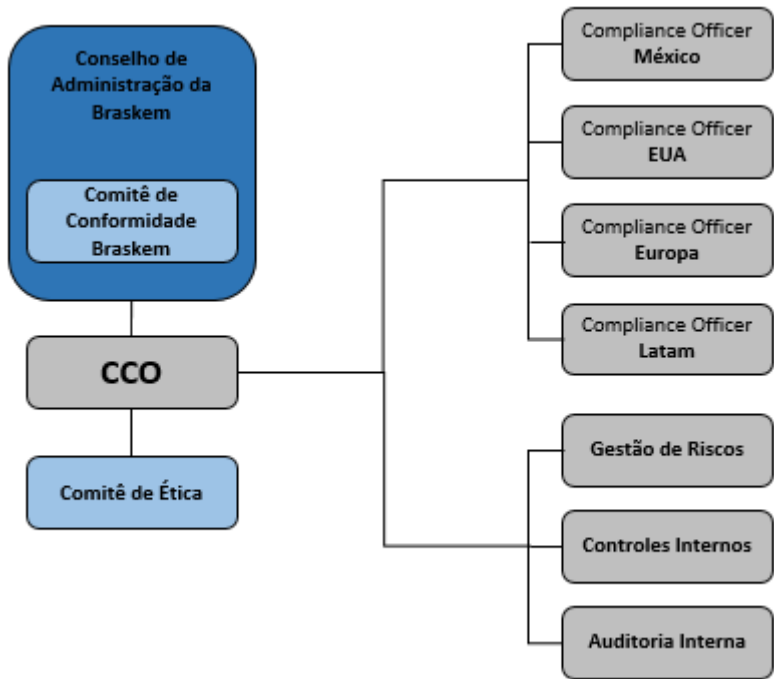 Conselho de
Administração da
Braskem
Comitê de
Conformidade
Braskem
CCO
Comitê de Ética
Compliance Officer
México
Compliance Officer
EUA
Compliance Officer
Europa
Compliance Officer
Latam
Gestão de Riscos
Controles Internos
Auditoria Interna